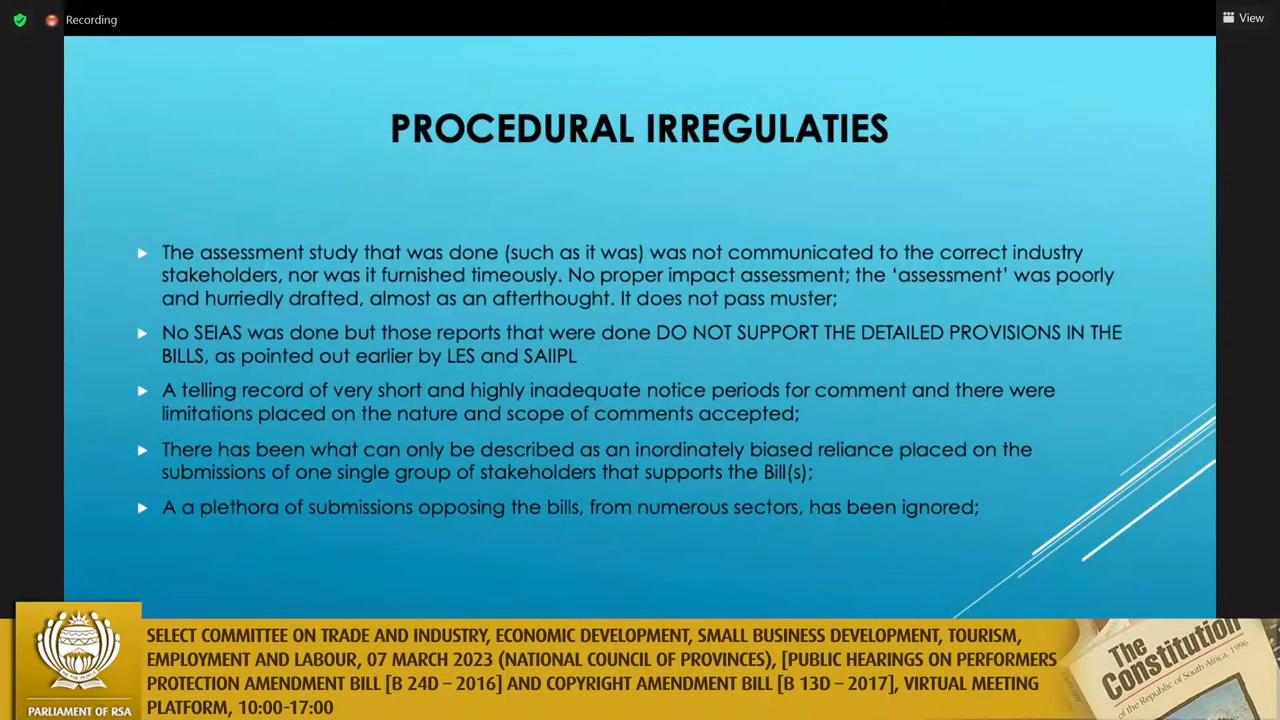 Recording
View
PROCEDURAL IRREGULATIES
The assessment study that was done (such as it was) was not communicated to the correct industry
stakeholders, nor was it furnished timeously. No proper impact assessment; the ‘assessment’ was poorly
and hurriedly drafted, almost as an afterthought. It does not pass muster;
No SEIAS was done but those reports that were done DO NOT SUPPORT THE DETAILED PROVISIONS IN THE
BILLS, as pointed out earlier by LES and SAIIPL
A telling record of very short and highly inadequate notice periods for comment and there were
limitations placed on the nature and scope of comments accepted;
There has been what can only be described as an inordinately biased reliance placed on the
submissions of one single group of stakeholders that supports the Bill(s);
A a plethora of submissions opposing the bills, from numerous sectors, has been ignored;
SELECT COMMITTEE ON TRADE AND INDUSTRY, ECONOMIC DEVELOPMENT, SMALL BUSINESS DEVELOPMENT, TOURISM,
EMPLOYMENT AND LABOUR, 07 MARCH 2023 (NATIONAL COUNCIL OF PROVINCES), [PUBLIC HEARINGS ON PERFORMERS
PROTECTION AMENDMENT BILL [B 24D – 2016] AND COPYRIGHT AMENDMENT BILL [B 13D – 2017], VIRTUAL MEETING
PLATFORM, 10:00-17:00
PARLIAMENT OF RSA
The
Constitution
of the Republic of South Africa, 1996